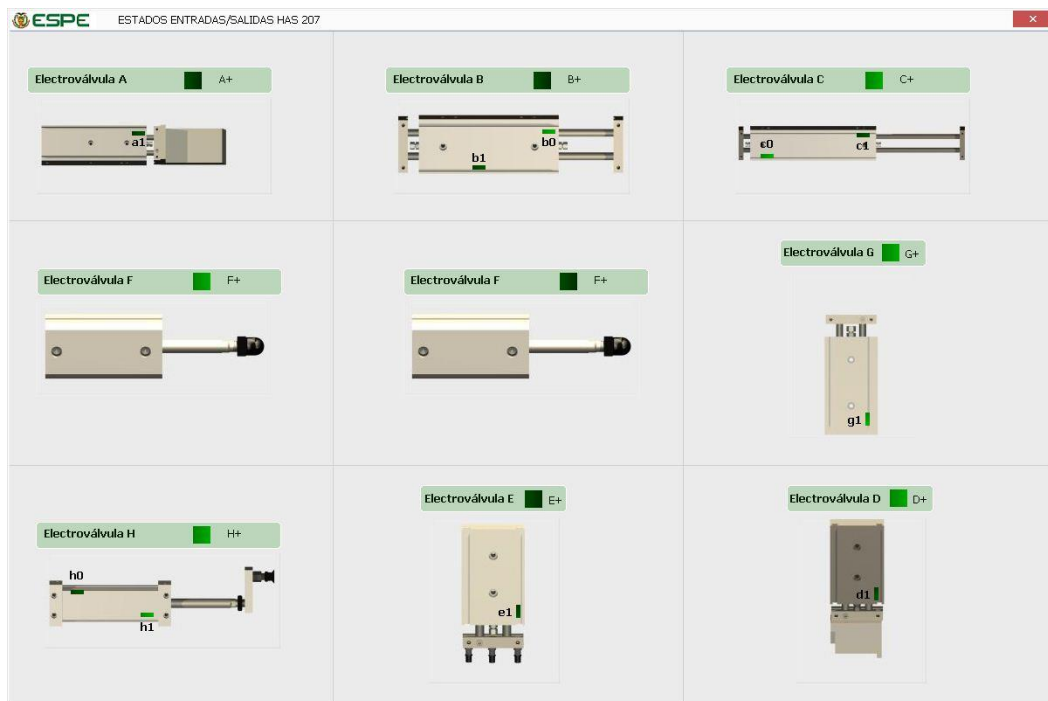 ESPE ESTADOS ENTRADAS/SALIDAS HAS 207
Electroválvula A A+
a1
Electroválvula B B+
b0
b1
Electroválvula C C+
c0 c1
Electroválvula F F+
Electroválvula F F+
Electroválvula G G+
g1
Electroválvula H H+
h0
h1
Electroválvula E E+
e1
Electroválvula D D+
d1